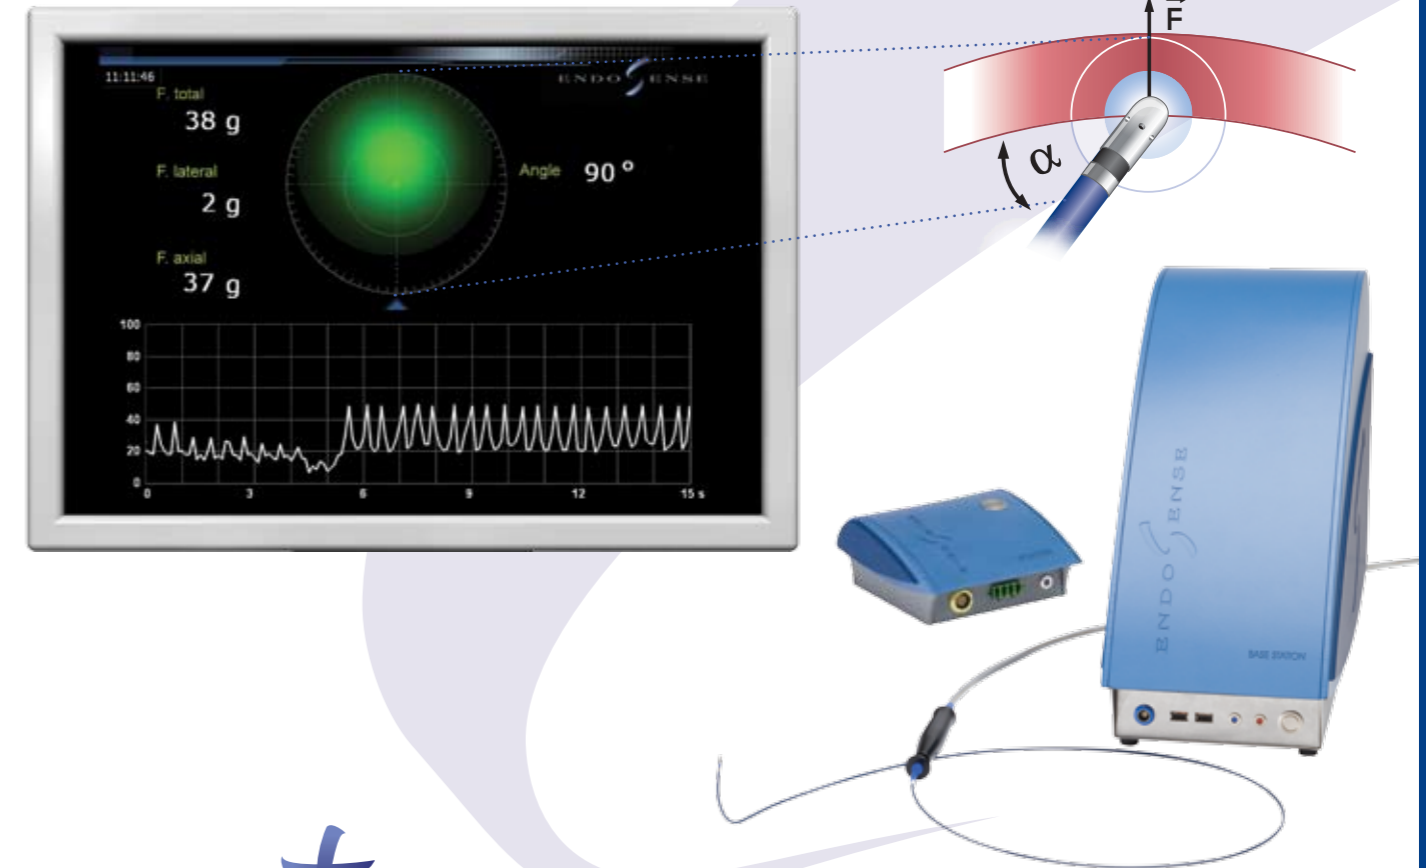 11:11:46
ENDOSENSE
F. total
38 g
F. lateral
2 g
F. axial
37 g
Angle 90 °
100
80
60
40
20
0
0 3 6 9 12 15 s
F
α
ENDOSENSE
BASE STATION